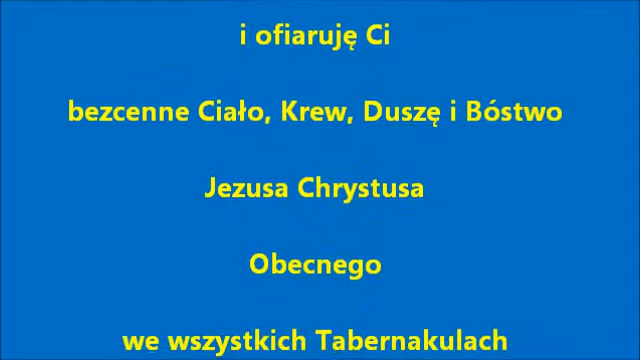 i ofiaruję Ci
bezcenne Ciało, Krew, Duszę i Bóstwo
Jezusa Chrystusa
Obecnego
we wszystkich Tabernakulach